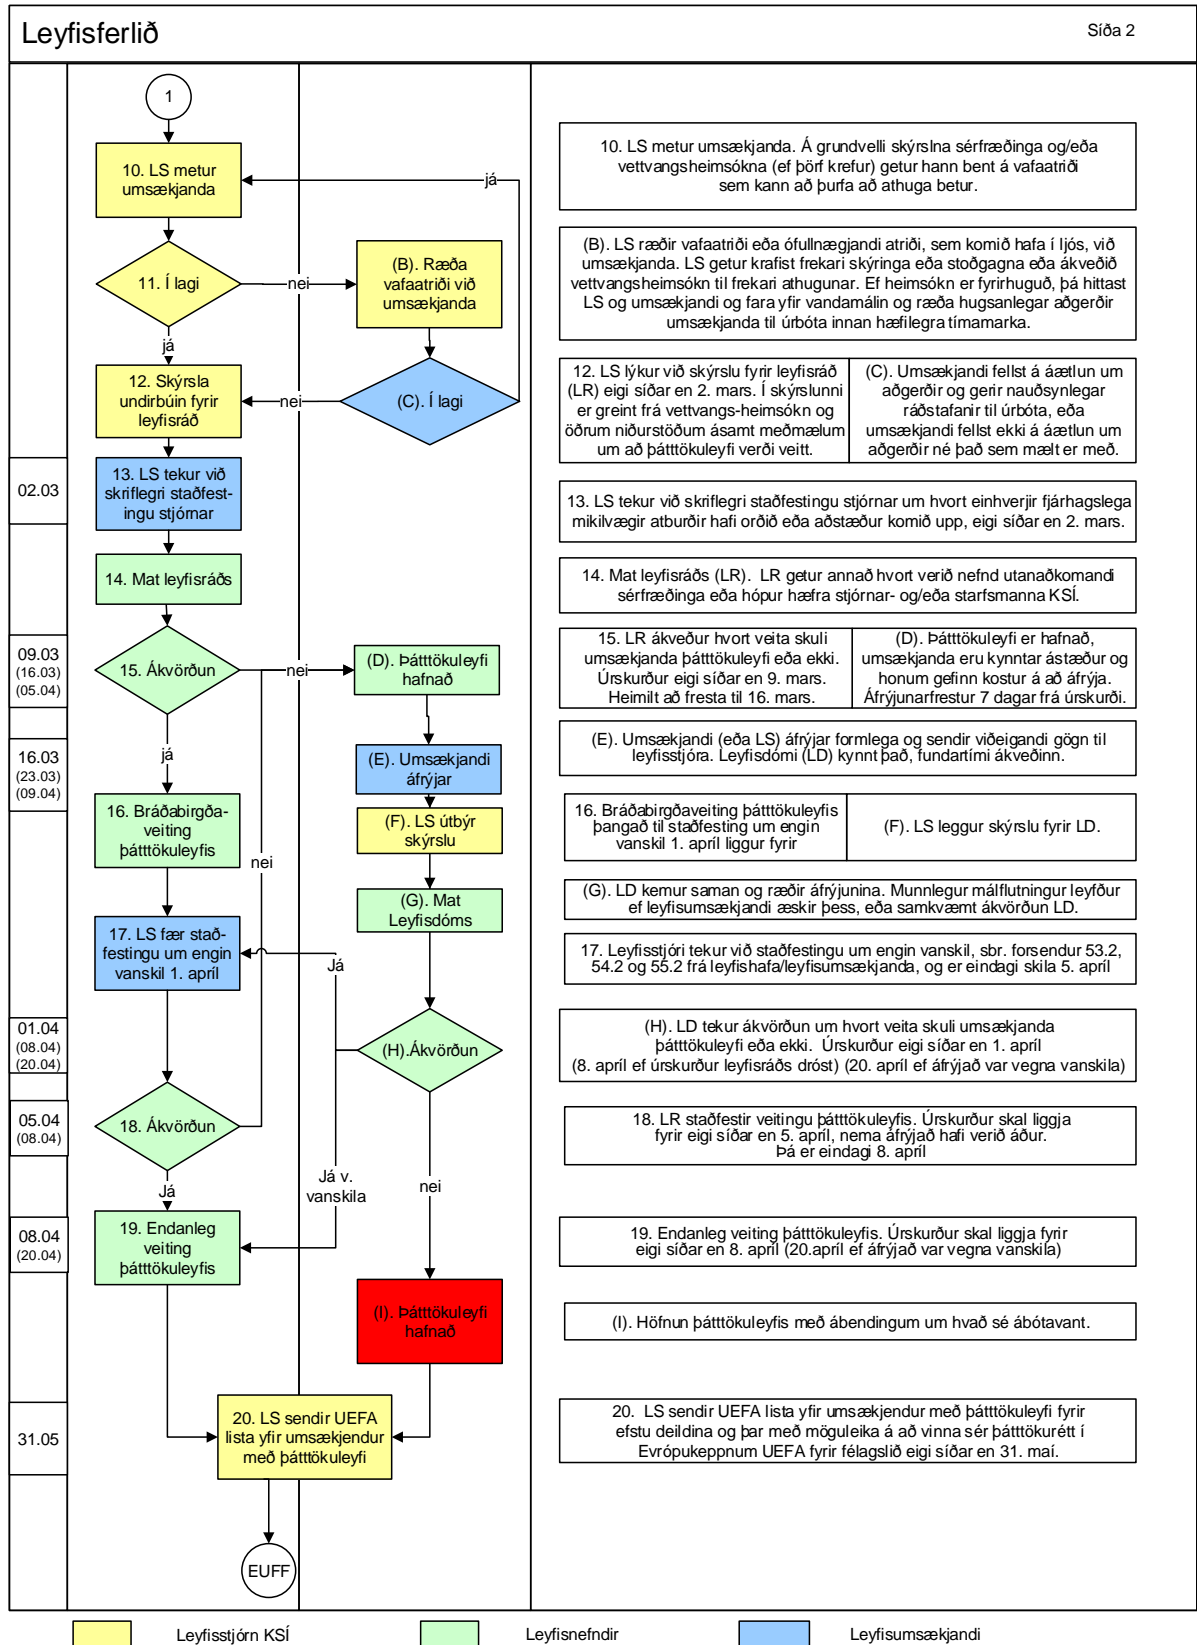 Leyfisferlið
Síða 2
1
10. LS metur
umsækjanda
já
11. Í lagi
nei
(B). Ræða
vafaatriði við
umsækjanda
já
12. Skýrsla
undirbúin fyrir
leyfisráð
nei
(C). Í lagi
02.03
13. LS tekur við
skriflegri staðfest-
ingu stjórnar
14. Mat leyfisráðs
09.03
(16.03)
(05.04)
15. Ákvörðun
nei
(D). Þátttökuleyfi
hafnað
16.03
(23.03)
(09.04)
já
(E). Umsækjandi
áfrýjar
16. Bráðabirgða-
veiting
þátttökuleyfis
nei
(F). LS útbýr
skýrslu
(G). Mat
Leyfisdóms
17. LS fær stað-
festingu um engin
vanskil 1. apríl
Já
01.04
(08.04)
(20.04)
(H).Ákvörðun
05.04
(08.04)
18. Ákvörðun
Já
Já v.
vanskila
nei
08.04
(20.04)
19. Endanleg
veiting
þátttökuleyfis
(I). Þátttökuleyfi
hafnað
31.05
20. LS sendir UEFA
lista yfir umsækjendur
með þátttökuleyfi
EUFF
10. LS metur umsækjanda. Á grundvelli skýrslna sérfræðinga og/eða
vettvangsheimsókna (ef þörf krefur) getur hann bent á vafaatriði
sem kann að þurfa að athuga betur.
(B). LS ræðir vafaatriði eða ófullnægjandi atriði, sem komið hafa í ljós, við
umsækjanda. LS getur krafist frekari skýringa eða stoðgagna eða ákveðið
vettvangsheimsókn til frekari athugunar. Ef heimsókn er fyrirhuguð, þá hittast
LS og umsækjandi og fara yfir vandamálin og ræða hugsanlegar aðgerðir
umsækjanda til úrbóta innan hæfilegra tímamarka.
12. LS lýkur við skýrslu fyrir leyfisráð
(LR) eigi síðar en 2. mars. Í skýrslunni
er greint frá vettvangs-heimsókn og
öðrum niðurstöðum ásamt meðmælum
um að þátttökuleyfi verði veitt.
(C). Umsækjandi fellst á áætlun um
aðgerðir og gerir nauðsynlegar
ráðstafanir til úrbóta, eða
umsækjandi fellst ekki á áætlun um
aðgerðir né það sem mælt er með.
13. LS tekur við skriflegri staðfestingu stjórnar um hvort einhverjir fjárhagslega
mikilvægir atburðir hafi orðið eða aðstæður komið upp, eigi síðar en 2. mars.
14. Mat leyfisráðs (LR). LR getur annað hvort verið nefnd utanaðkomandi
sérfræðinga eða hópur hæfra stjórnar- og/eða starfsmanna KSÍ.
15. LR ákveður hvort veita skuli
umsækjanda þátttökuleyfi eða ekki.
Úrskurður eigi síðar en 9. mars.
Heimilt að fresta til 16. mars.
(D). Þátttökuleyfi er hafnað,
umsækjanda eru kynntar ástæður og
honum gefinn kostur á að áfrýja.
Áfrýjunarfrestur 7 dagar frá úrskurði.
(E). Umsækjandi (eða LS) áfrýjar formlega og sendir viðeigandi gögn til
leyfisstjóra. Leyfisdómi (LD) kynnt það, fundartími ákveðinn.
16. Bráðabirgðaveiting þátttökuleyfis
þangað til staðfesting um engin
vanskil 1. apríl liggur fyrir
(F). LS leggur skýrslu fyrir LD.
(G). LD kemur saman og ræðir áfrýjunina. Munnlegur málflutningur leyfður
ef leyfisumsækjandi æskir þess, eða samkvæmt ákvörðun LD.
17. Leyfisstjóri tekur við staðfestingu um engin vanskil, sbr. forsendur 53.2,
54.2 og 55.2 frá leyfishafa/leyfisumsækjanda, og er eindagi skila 5. apríl
(H). LD tekur ákvörðun um hvort veita skuli umsækjanda
þátttökuleyfi eða ekki. Úrskurður eigi síðar en 1. apríl
(8. apríl ef úrskurður leyfisráðs dróst) (20. apríl ef áfrýjað var vegna vanskila)
18. LR staðfestir veitingu þátttökuleyfis. Úrskurður skal liggja
fyrir eigi síðar en 5. apríl, nema áfrýjað hafi verið áður.
Þá er eindagi 8. apríl
19. Endanleg veiting þátttökuleyfis. Úrskurður skal liggja fyrir
eigi síðar en 8. apríl (20.apríl ef áfrýjað var vegna vanskila)
(I). Höfnun þátttökuleyfis með ábendingum um hvað sé ábótavant.
20. LS sendir UEFA lista yfir umsækjendur með þátttökuleyfi fyrir
efstu deildina og þar með möguleika á að vinna sér þátttökurétt í
Evrópukeppnum UEFA fyrir félagslið eigi síðar en 31. maí.
Leyfisstjórn KSÍ
Leyfisnefndir
Leyfisumsækjandi